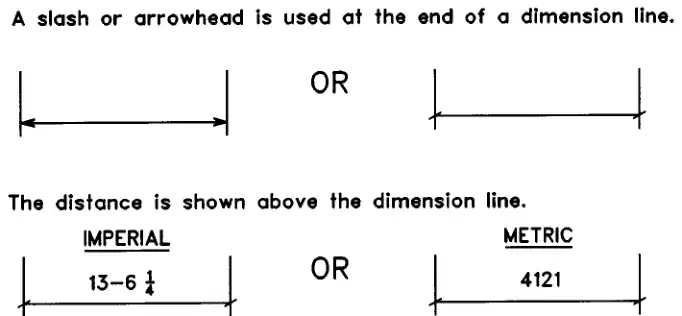 A slash or arrowhead is used at the end of a dimension line.
OR
The distance is shown above the dimension line.
IMPERIAL
METRIC
13-6 1/4
OR
4121